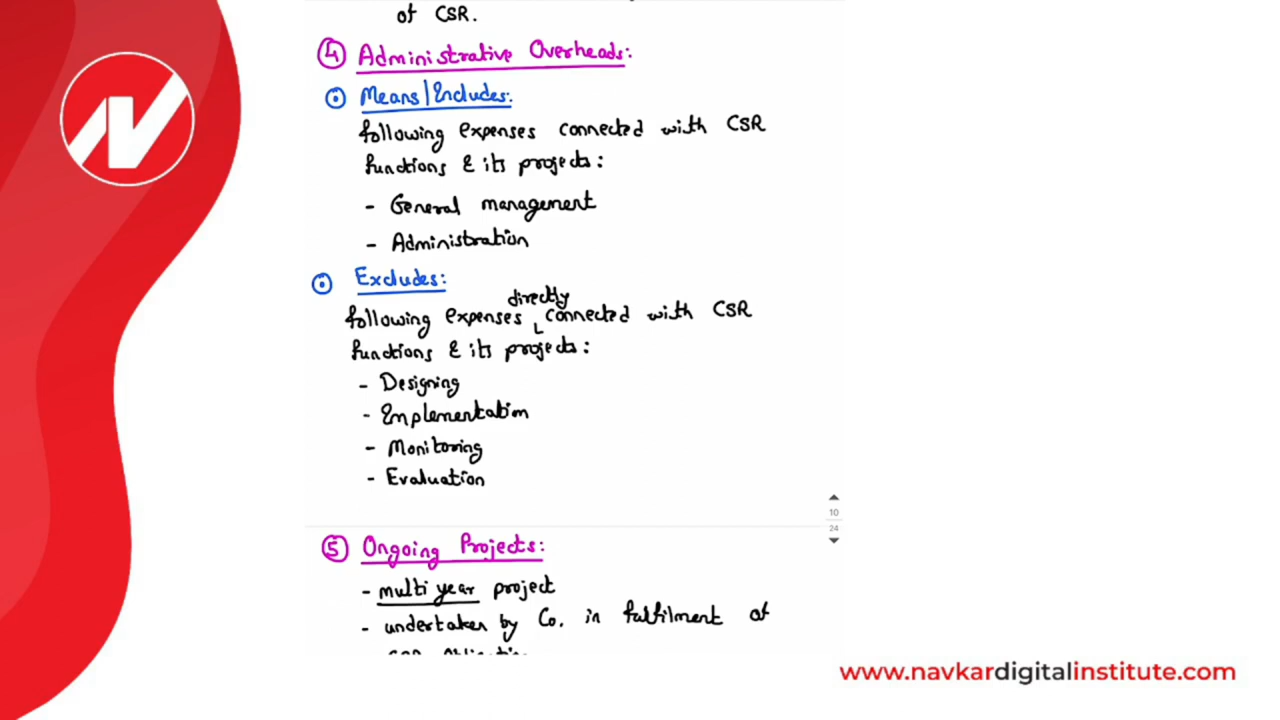 of CSR.
④ Administrative Overheads:
Means/Includes:
following expenses connected with CSR
functions & its projects:
- General management
- Administration
Excludes:
directly
following expenses connected with CSR
functions & its projects:
- Designing
- Implementation
- Monitoring
- Evaluation
10
24
⑤ Ongoing Projects:
- multi year project
- undertaken by Co. in fulfilment of
www.navkardigitalinstitute.com